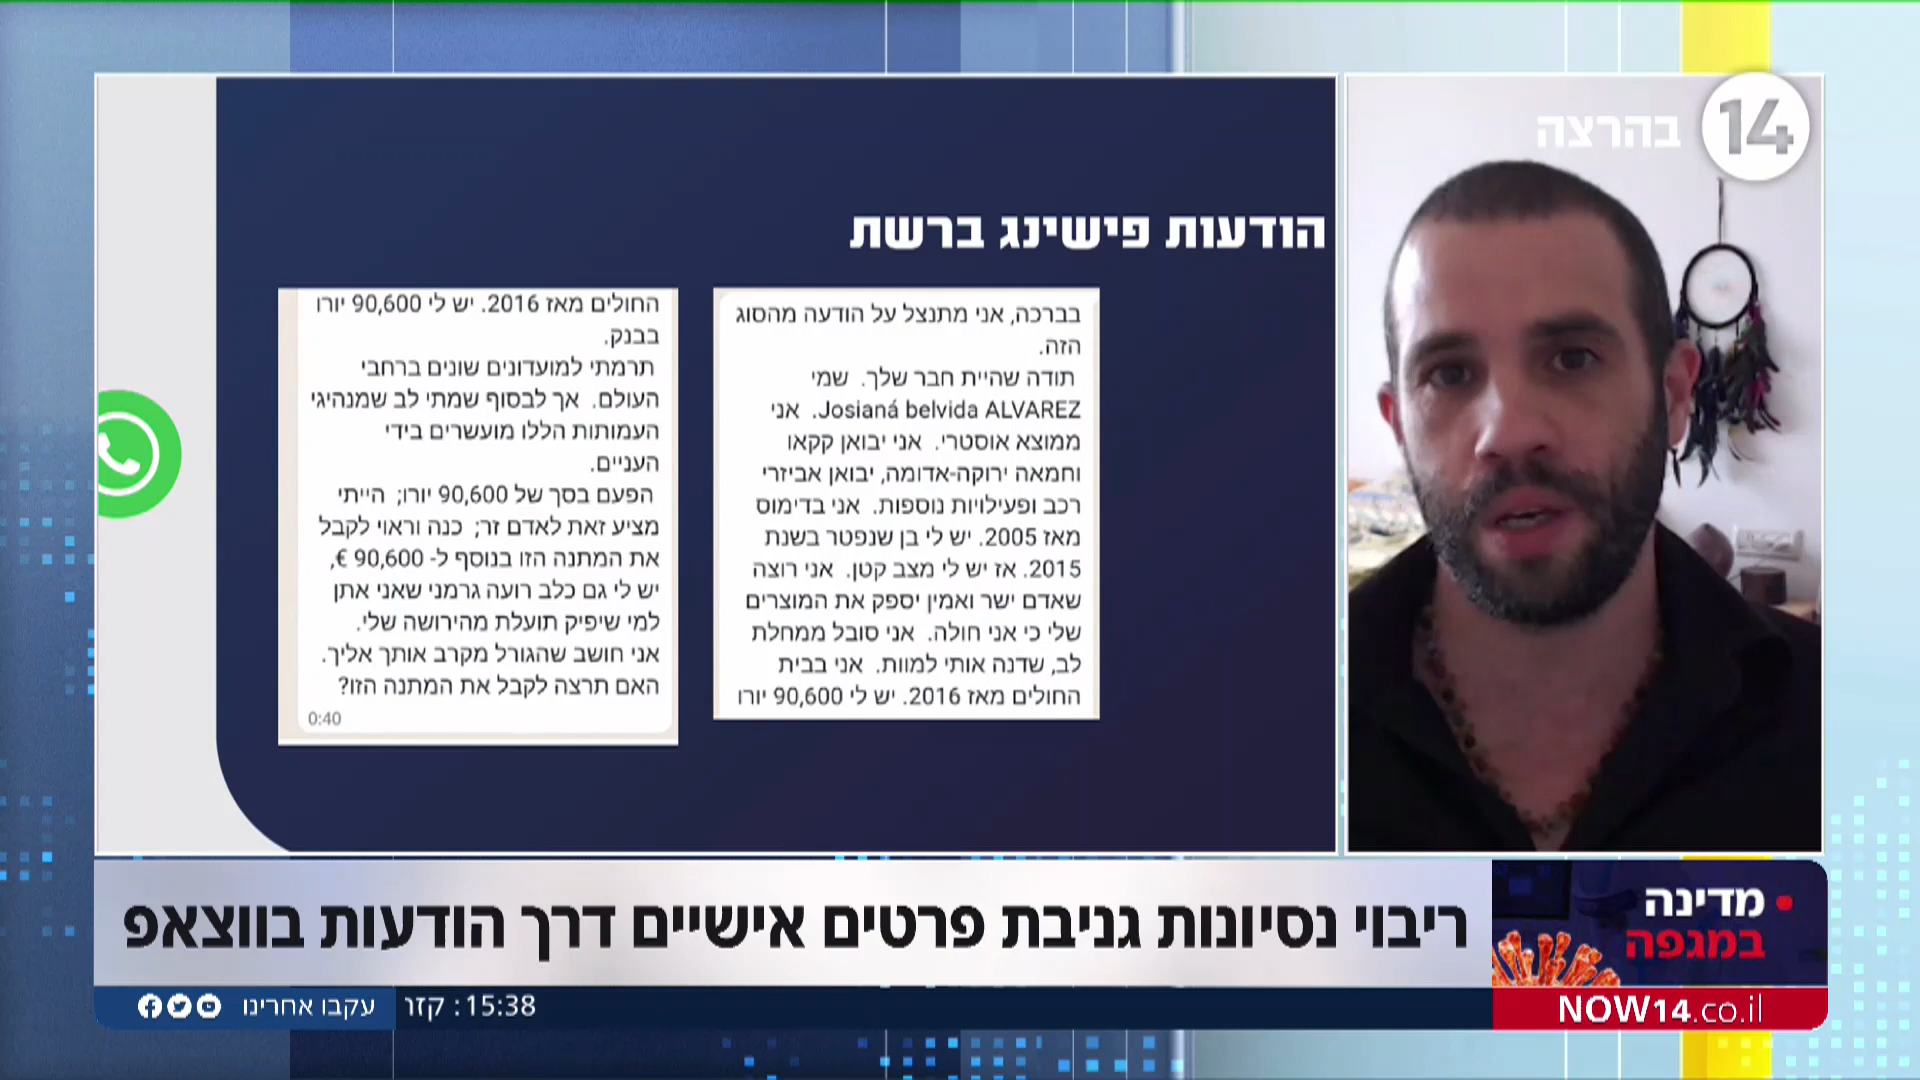 14 בהרצה
הודעות פישינג ברשת
בברכה, אני מתנצל על הודעה מהסוג
הזה.
תודה שהיית חבר שלך. שמי
Josianá belvida ALVAREZ. אני
ממוצא אוסטרי. אני יבואן קקאו
וחמאה ירוקה-אדומה, יבואן אביזרי
רכב ופעילויות נוספות. אני בדימוס
מאז 2005. יש לי בן שנפטר בשנת
2015. אז יש לי מצב קטן. אני רוצה
שאדם ישר ואמין יספק את המוצרים
שלי כי אני חולה. אני סובל ממחלת
לב, שדנה אותי למוות. אני בבית
החולים מאז 2016. יש לי 90,600 יורו
החולים מאז 2016. יש לי 90,600 יורו
בבנק.
תרמתי למועדונים שונים ברחבי
העולם. אך לבסוף שמתי לב שמנהיגי
העמותות הללו מועשרים בידי
העניים.
הפעם בסך של 90,600 יורו; הייתי
מציע זאת לאדם זר; כנה וראוי לקבל
את המתנה הזו בנוסף ל- 90,600 €,
יש לי גם כלב רועה גרמני שאני אתן
למי שיפיק תועלת מהירושה שלי.
אני חושב שהגורל מקרב אותך אליך.
האם תרצה לקבל את המתנה הזו?
0:40
מדינה
במגפה
ריבוי נסיונות גניבת פרטים אישיים דרך הודעות בווצאפ
NOW14.co.il
15:38: קזר
עקבו אחרינו